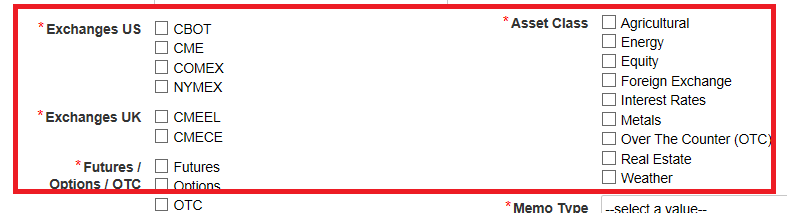 *Exchanges US
CBOT
CME
COMEX
NYMEX
*Exchanges UK
CMEEL
CMECE
*Futures /
Options / OTC
Futures
Options
OTC
*Asset Class
Agricultural
Energy
Equity
Foreign Exchange
Interest Rates
Metals
Over The Counter (OTC)
Real Estate
Weather
*Memo Type
--select a value--